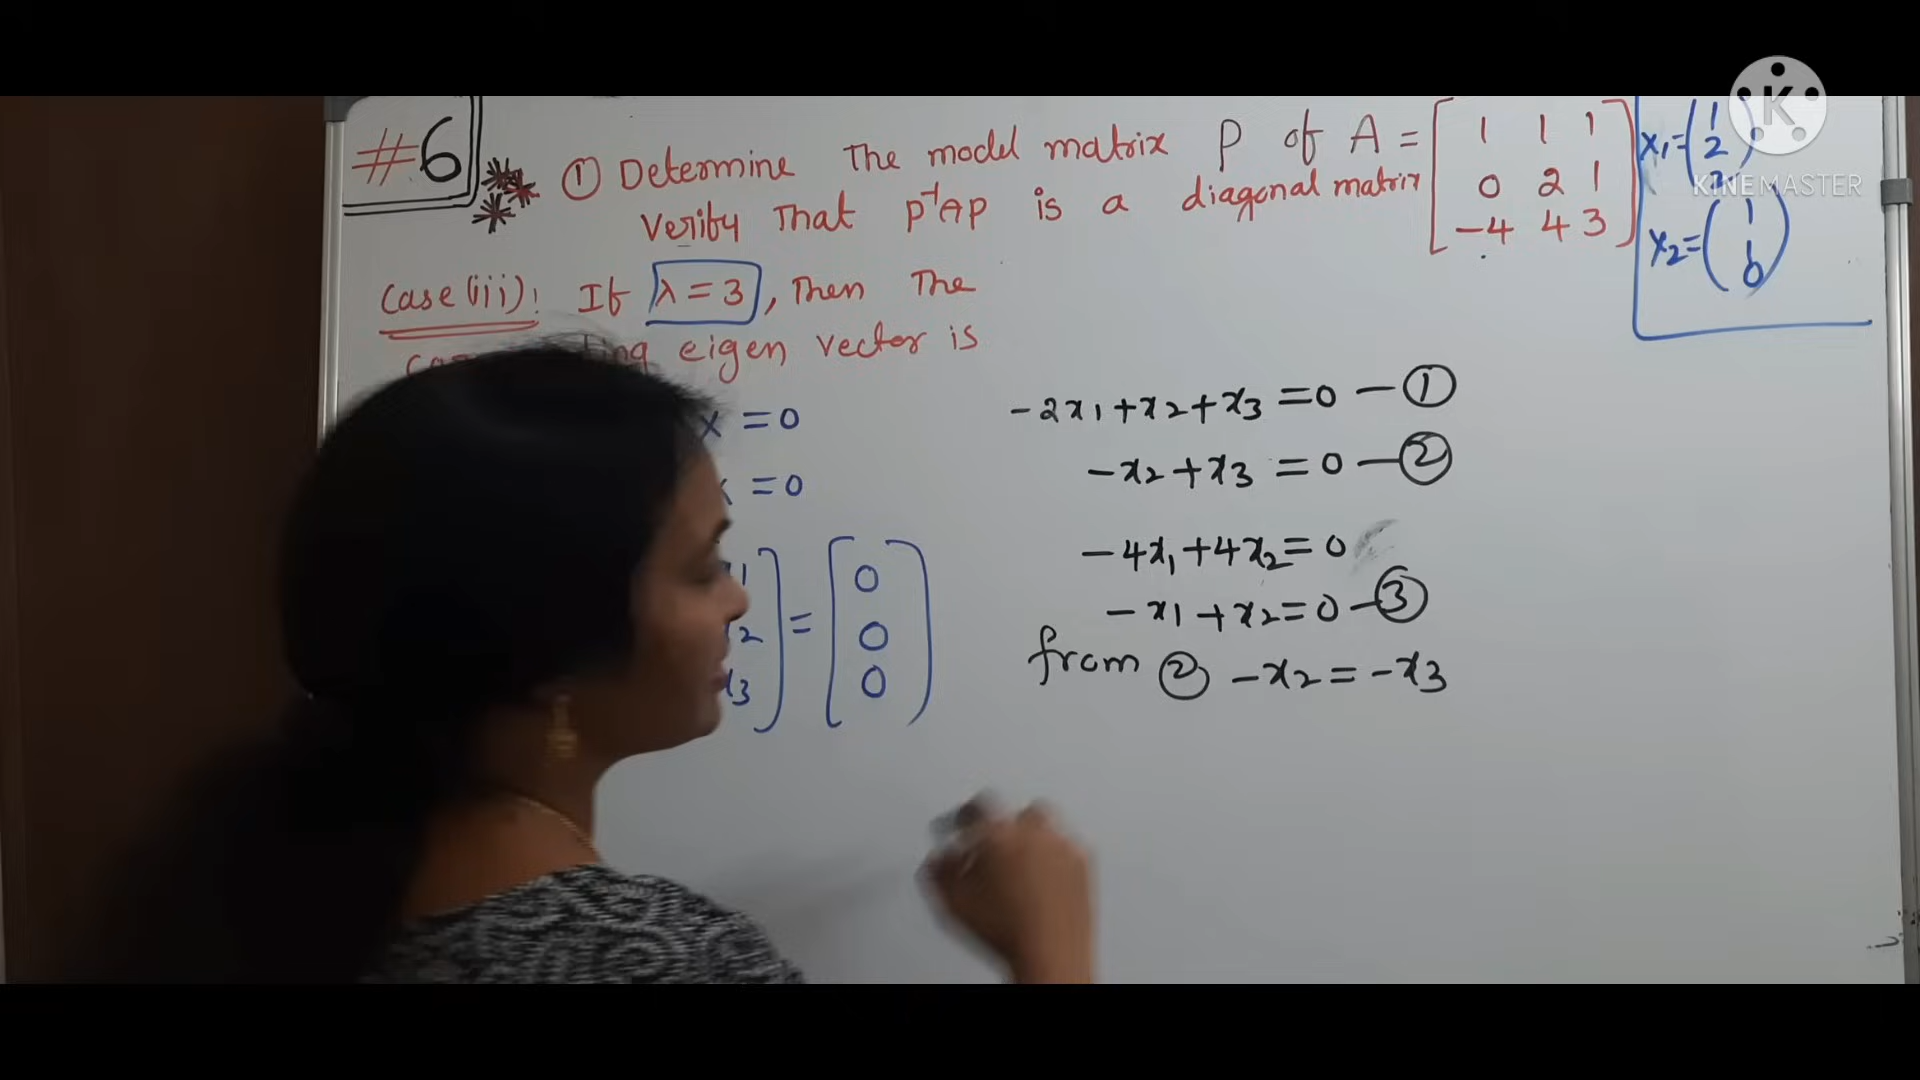 #6
① Determine the model matrix P of A = [1 1 1
0 2 1
-4 4 3]
Verify that P⁻¹AP is a diagonal matrix
x₁ = (1
2
x₂ = (1
1
0)
KINEMASTER
Case (iii): If λ = 3, Then the
eigen vector is
x = 0
= 0
= [0
0
0]
-2x₁ + x₂ + x₃ = 0 — ①
-x₂ + x₃ = 0 — ②
-4x₁ + 4x₂ = 0
-x₁ + x₂ = 0 — ③
from ② -x₂ = -x₃